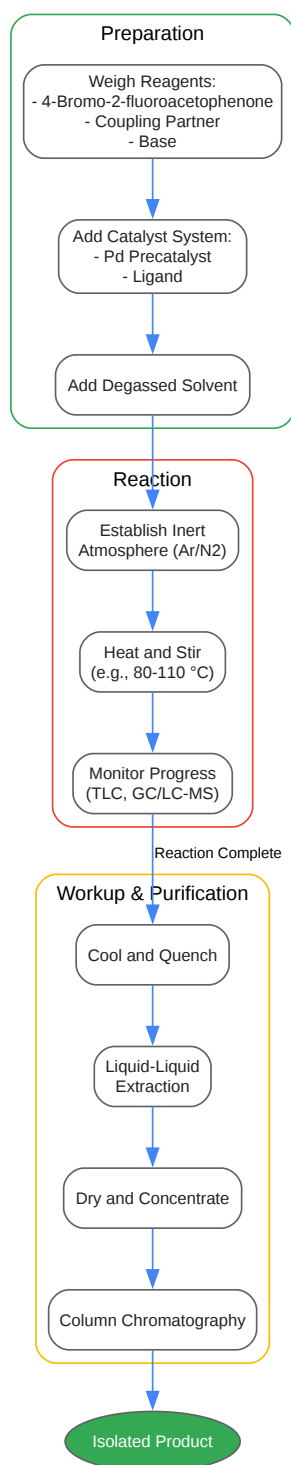 Preparation
Weigh Reagents:
- 4-Bromo-2-fluoroacetophenone
- Coupling Partner
- Base
Add Catalyst System:
- Pd Precatalyst
- Ligand
Add Degassed Solvent
Reaction
Establish Inert
Atmosphere (Ar/N2)
Heat and Stir
(e.g., 80-110 °C)
Monitor Progress
(TLC, GC/LC-MS)
Reaction Complete
Workup & Purification
Cool and Quench
Liquid-Liquid
Extraction
Dry and Concentrate
Column Chromatography
Isolated Product